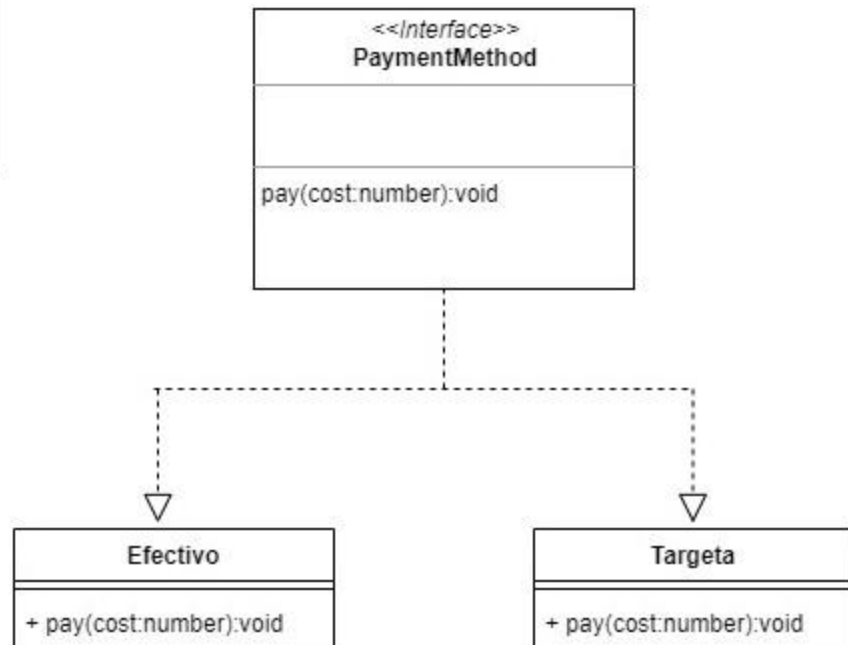 <<Interface>>
PaymentMethod
pay(cost:number):void
Efectivo
Targeta
+ pay(cost:number):void
+ pay(cost:number):void